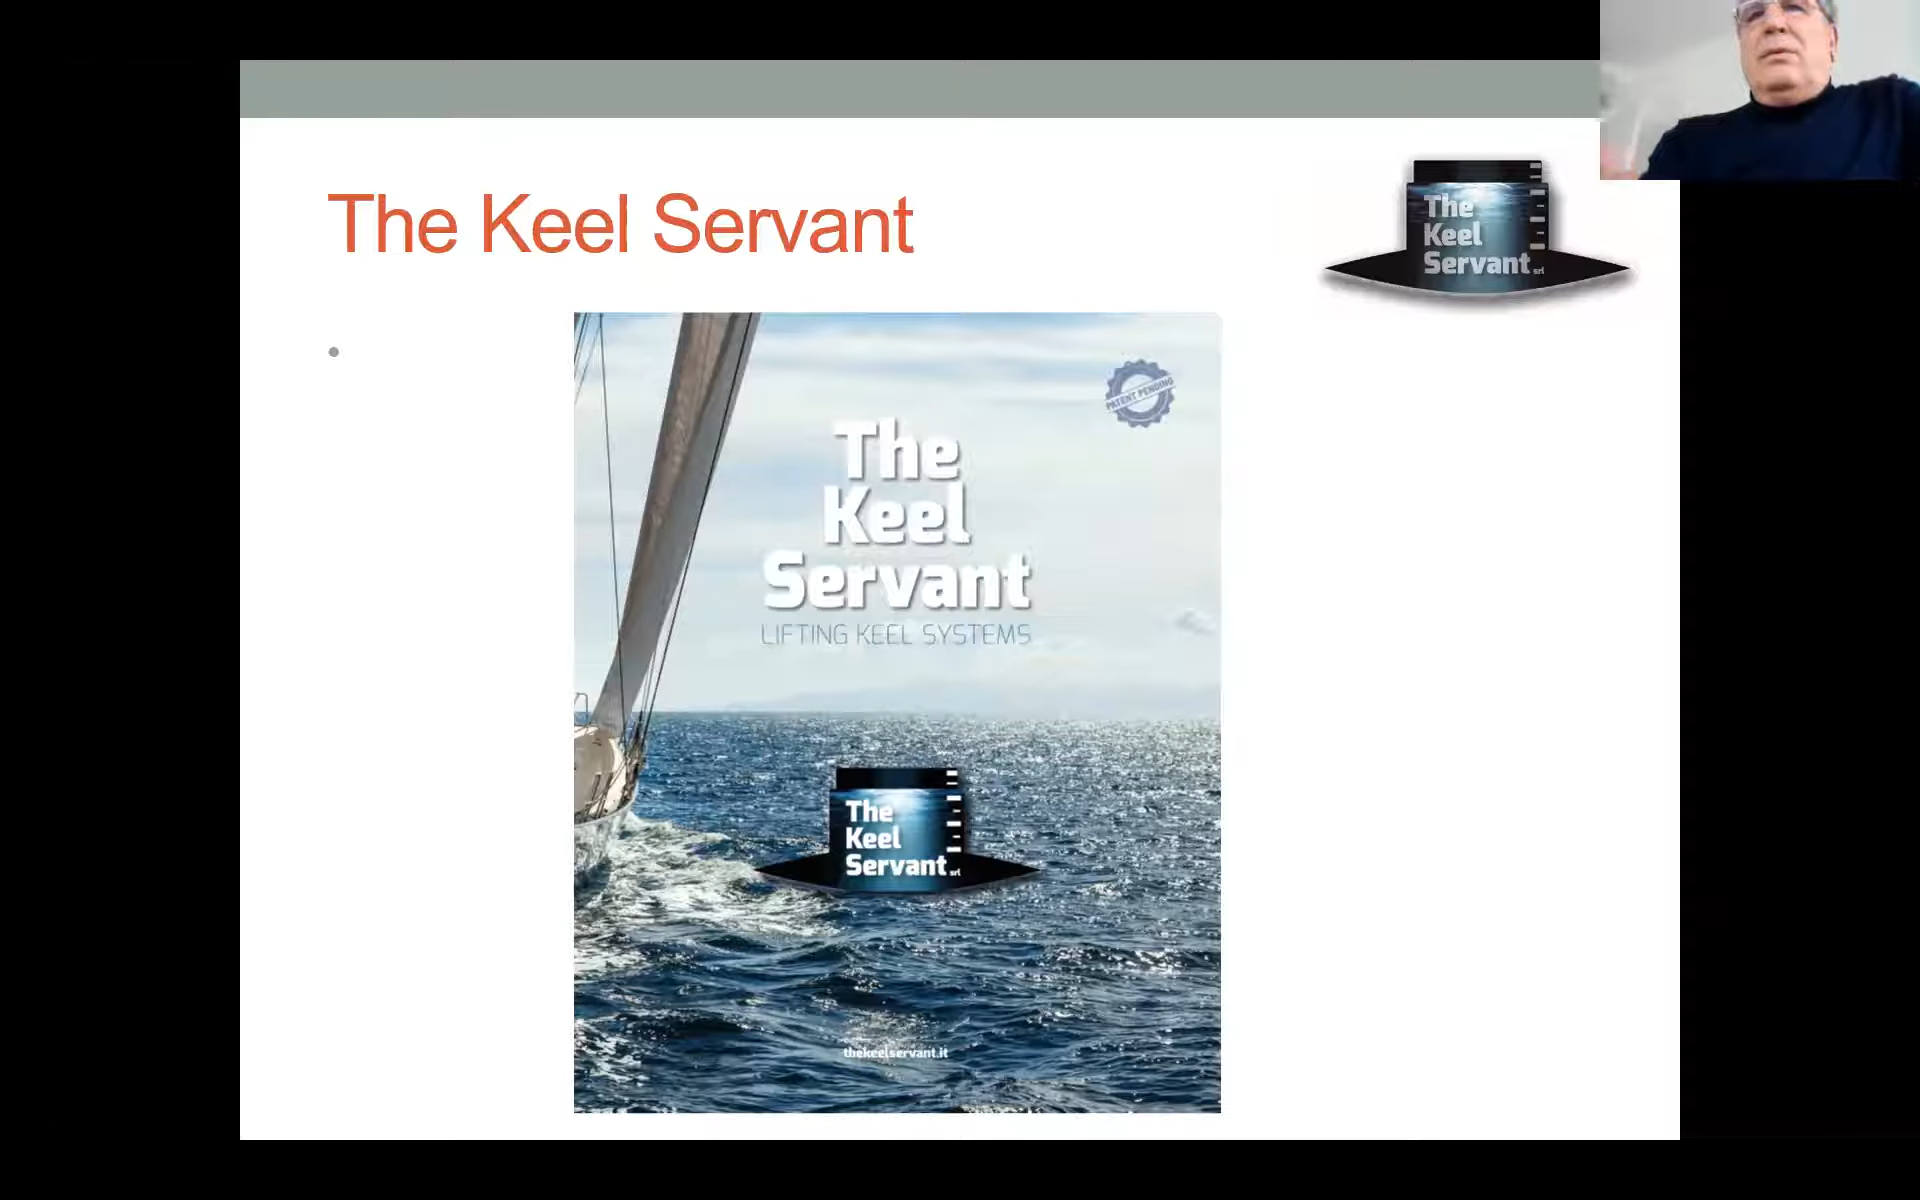 The Keel Servant
The
Keel
Servant srl
PATENT PENDING
The
Keel
Servant
LIFTING KEEL SYSTEMS
The
Keel
Servant srl
thekeelservant.it